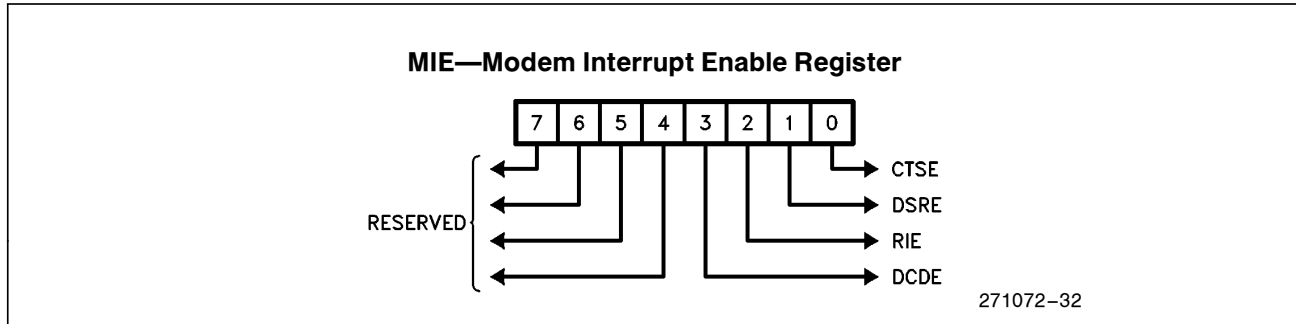 MIE—Modem Interrupt Enable Register
7 6 5 4 3 2 1 0
CTSE
DSRE
RESERVED
RIE
DCDE
271072–32